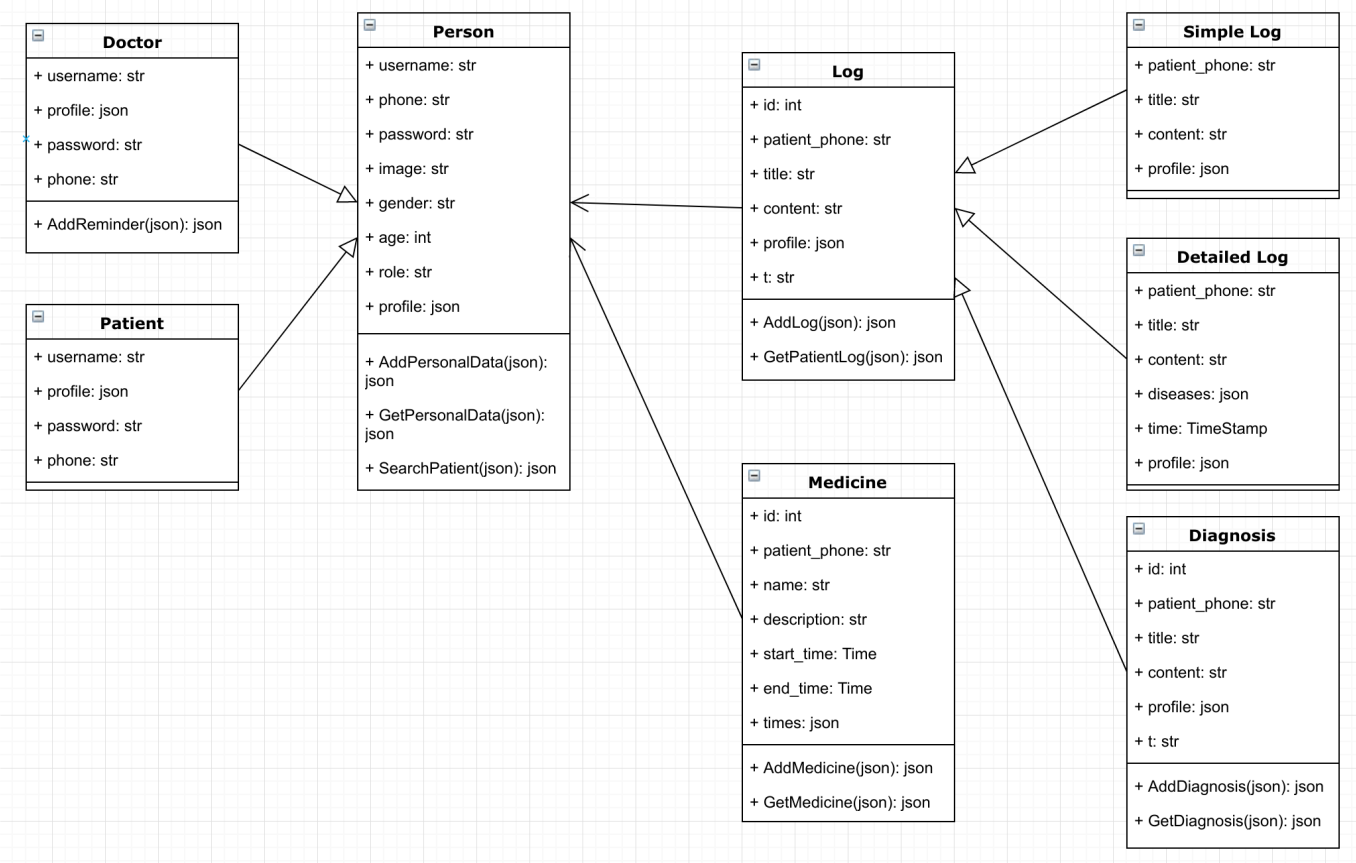 Doctor
+ username: str
+ profile: json
+ password: str
+ phone: str
+ AddReminder(json): json
Patient
+ username: str
+ profile: json
+ password: str
+ phone: str
Person
+ username: str
+ phone: str
+ password: str
+ image: str
+ gender: str
+ age: int
+ role: str
+ profile: json
+ AddPersonalData(json):
json
+ GetPersonalData(json):
json
+ SearchPatient(json): json
Log
+ id: int
+ patient_phone: str
+ title: str
+ content: str
+ profile: json
+ t: str
+ AddLog(json): json
+ GetPatientLog(json): json
Medicine
+ id: int
+ patient_phone: str
+ name: str
+ description: str
+ start_time: Time
+ end_time: Time
+ times: json
+ AddMedicine(json): json
+ GetMedicine(json): json
Simple Log
+ patient_phone: str
+ title: str
+ content: str
+ profile: json
Detailed Log
+ patient_phone: str
+ title: str
+ content: str
+ diseases: json
+ time: TimeStamp
+ profile: json
Diagnosis
+ id: int
+ patient_phone: str
+ title: str
+ content: str
+ profile: json
+ t: str
+ AddDiagnosis(json): json
+ GetDiagnosis(json): json